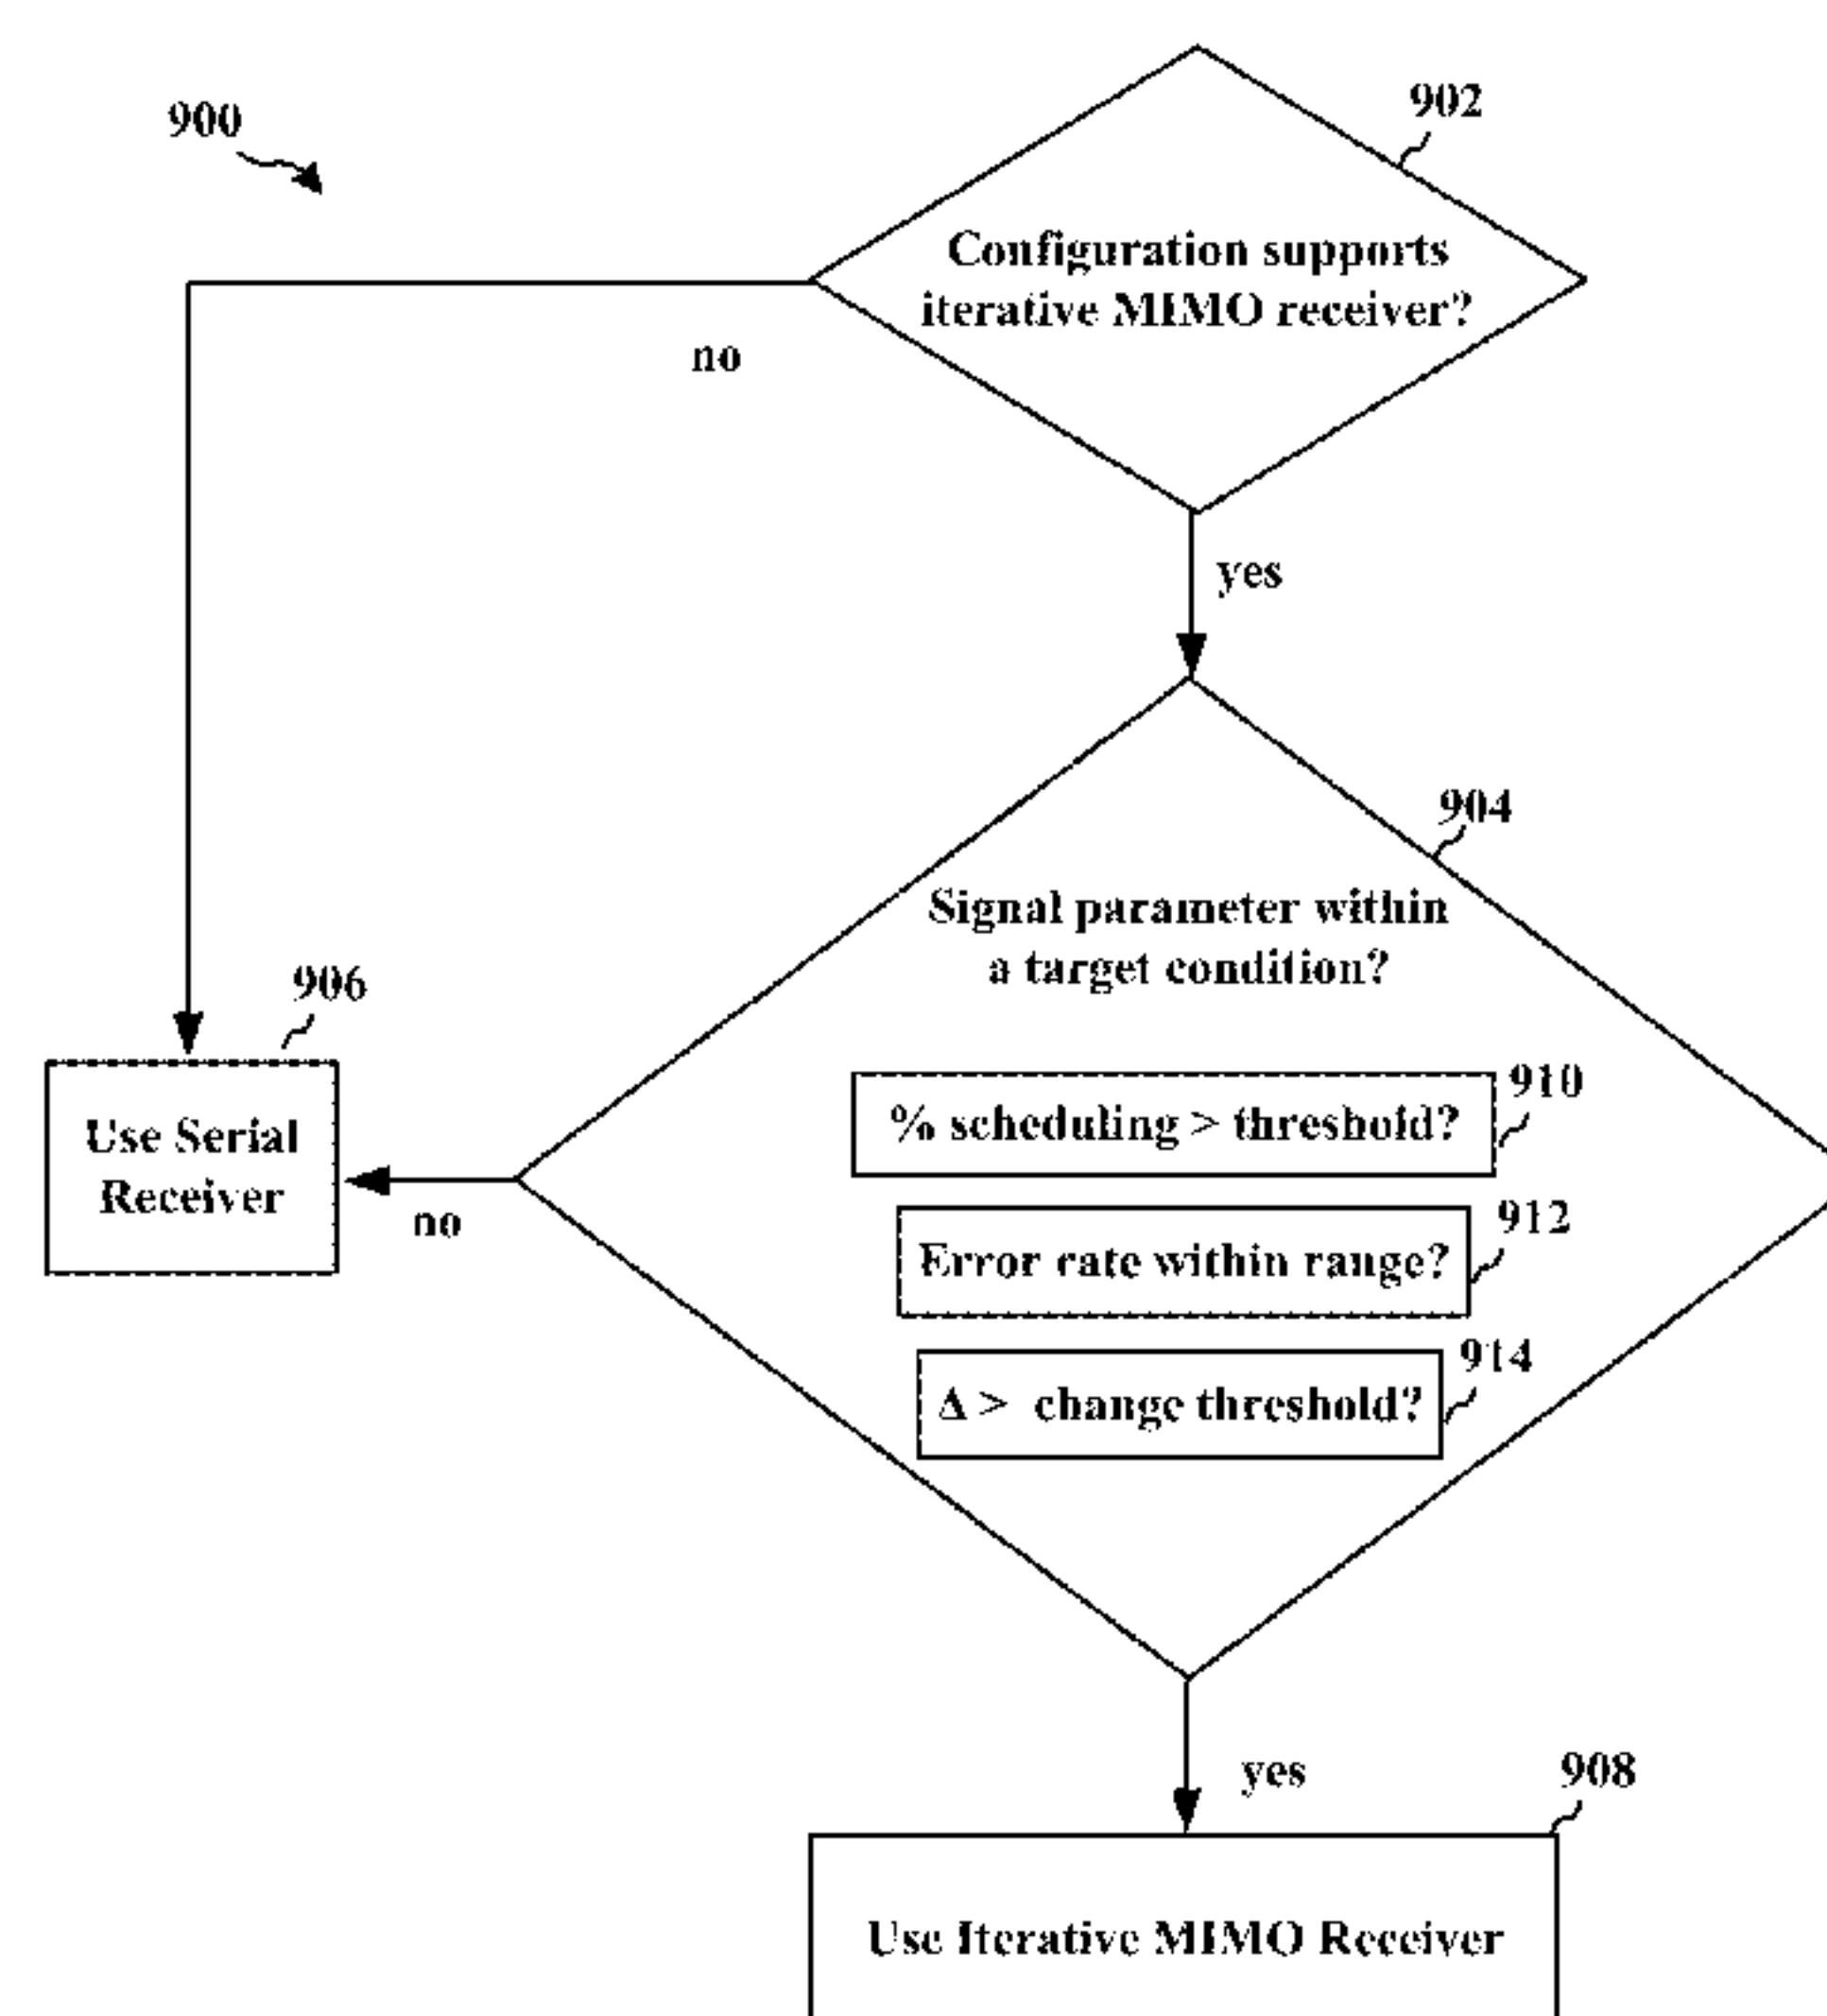 900
902
Configuration supports
iterative MIMO receiver?
no
yes
904
Signal parameter within
a target condition?
906
Use Serial
Receiver
no
910
% scheduling > threshold?
912
Error rate within range?
914
Δ > change threshold?
yes
908
Use Iterative MIMO Receiver